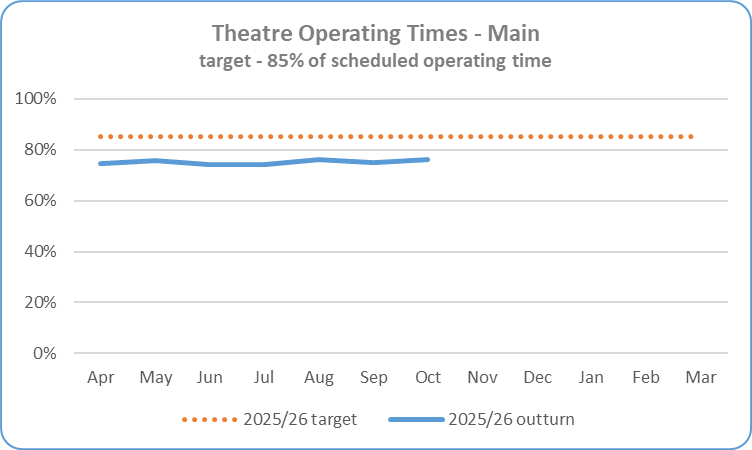 Theatre Operating Times - Main
target - 85% of scheduled operating time
100%
80%
60%
40%
20%
0%
Apr May Jun Jul Aug Sep Oct Nov Dec Jan Feb Mar
2025/26 target 2025/26 outturn